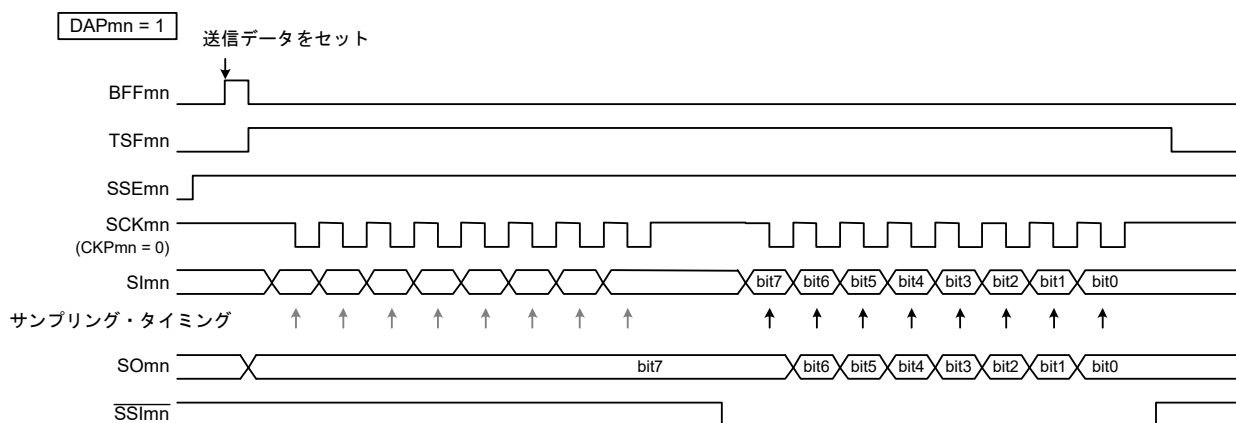 DAPmn = 1
送信データをセット
BFFmn
TSFmn
SSEmn
SCKmn
(CKPmn = 0)
SImn
bit7 bit6 bit5 bit4 bit3 bit2 bit1 bit0
サンプリング・タイミング
SOmn
bit7 bit6 bit5 bit4 bit3 bit2 bit1 bit0
SSImn